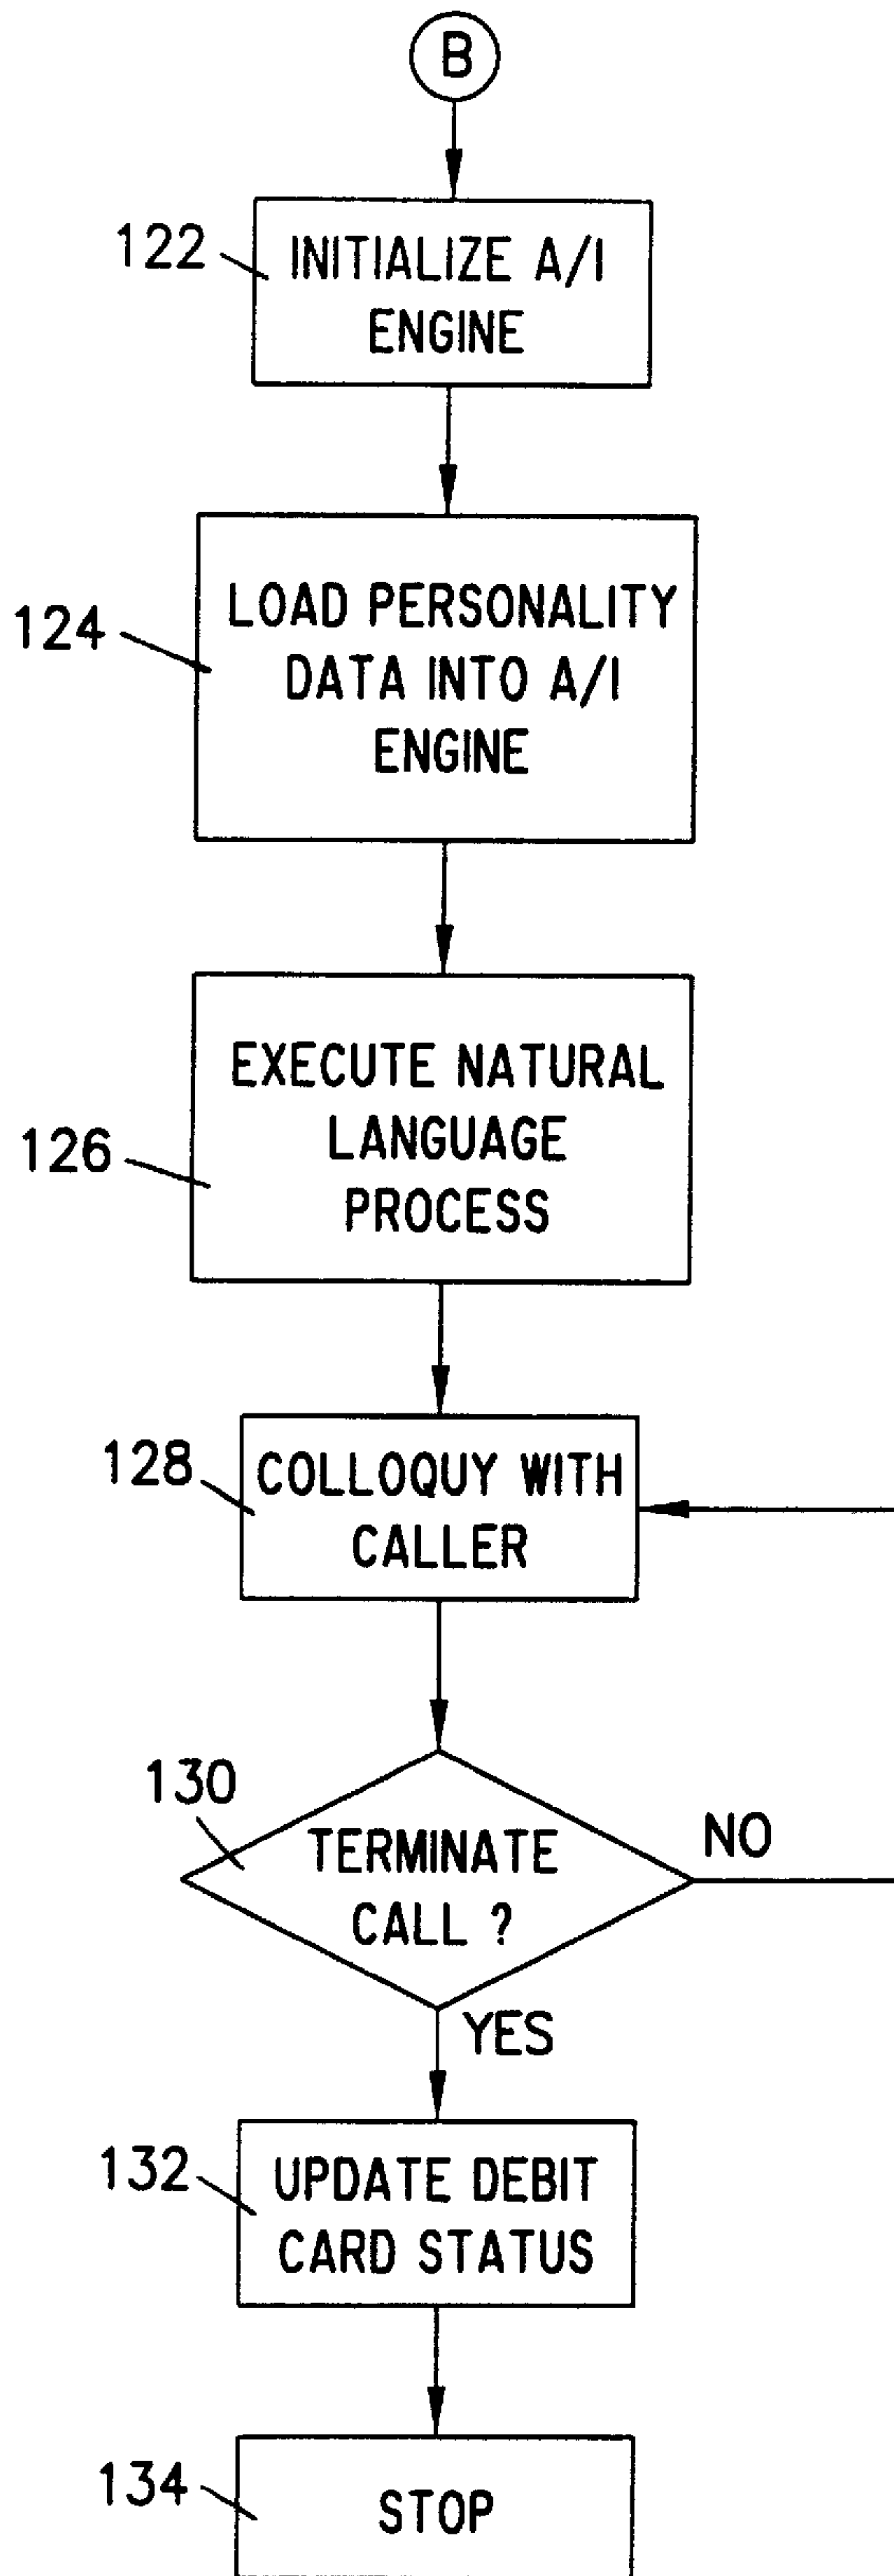 B
122
INITIALIZE A/I
ENGINE
124
LOAD PERSONALITY
DATA INTO A/I
ENGINE
126
EXECUTE NATURAL
LANGUAGE
PROCESS
128
COLLOQUY WITH
CALLER
130
TERMINATE
CALL ?
NO
YES
132
UPDATE DEBIT
CARD STATUS
134
STOP